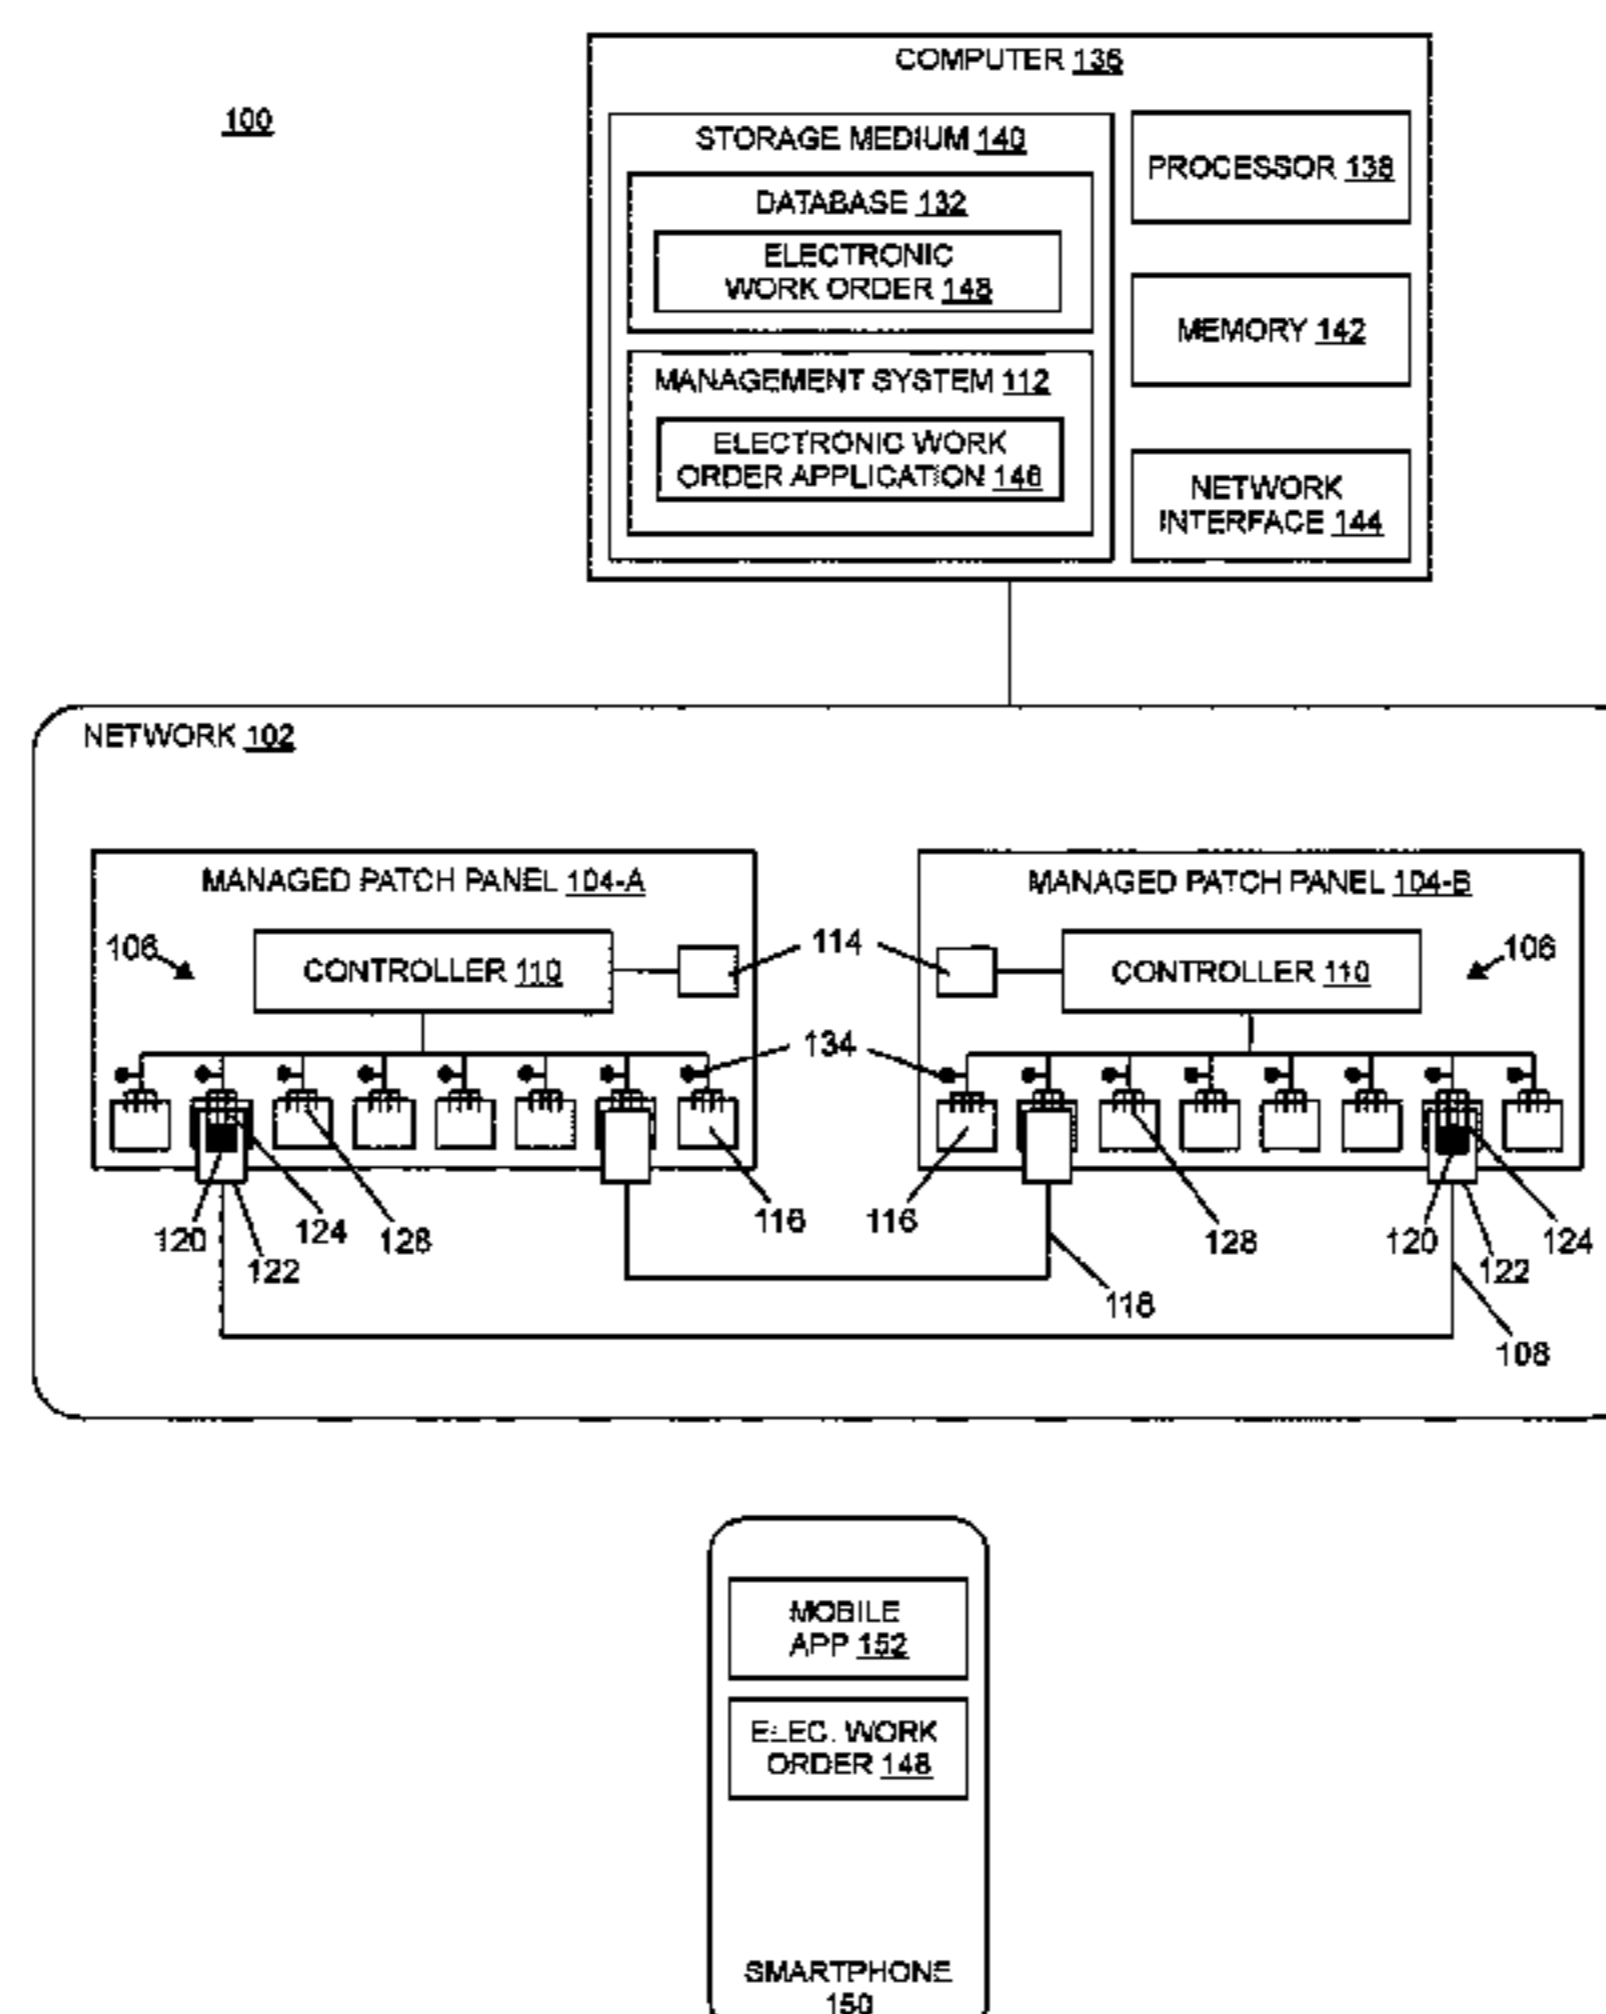 COMPUTER 136
100
STORAGE MEDIUM 140
PROCESSOR 138
DATABASE 132
ELECTRONIC
WORK ORDER 148
MEMORY 142
MANAGEMENT SYSTEM 112
ELECTRONIC WORK
ORDER APPLICATION 146
NETWORK
INTERFACE 144
NETWORK 102
MANAGED PATCH PANEL 104-A
MANAGED PATCH PANEL 104-B
106
CONTROLLER 110
114
CONTROLLER 110
106
134
120
124
128
122
116
116
128
120
124
122
118
108
MOBILE
APP 152
ELEC. WORK
ORDER 148
SMARTPHONE
150